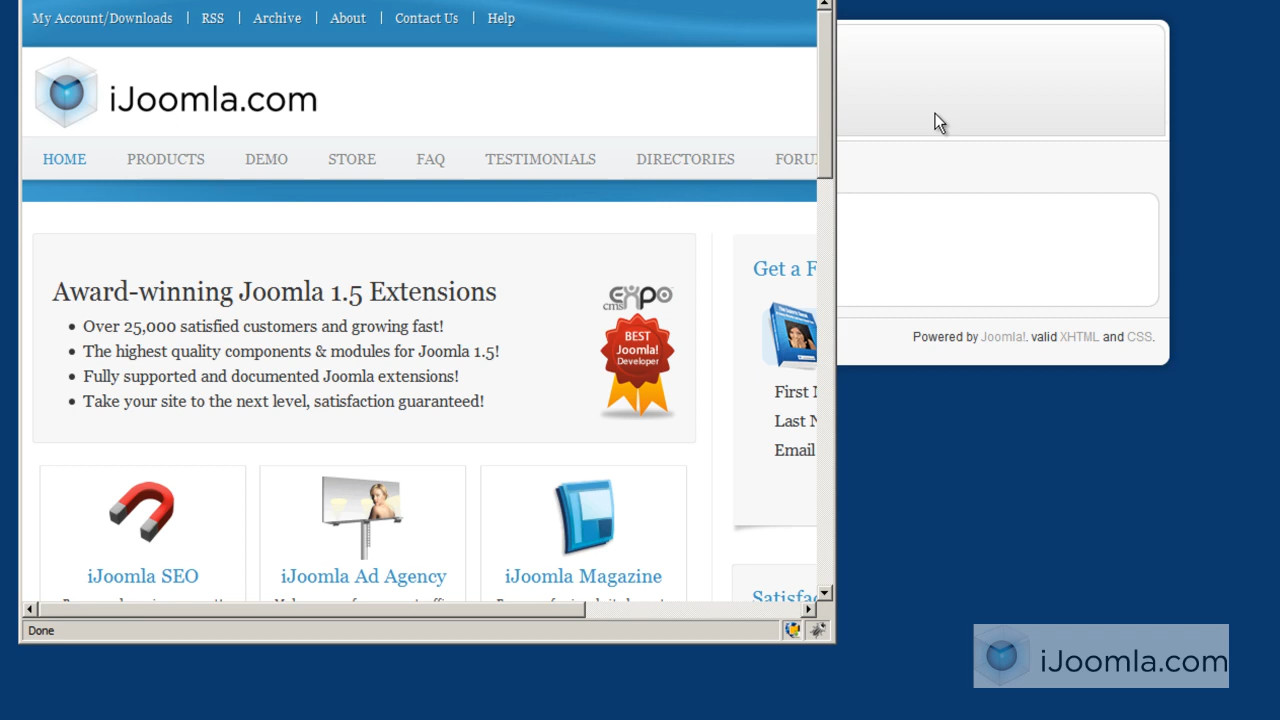 My Account/Downloads | RSS | Archive | About | Contact Us | Help
iJoomla.com
HOME PRODUCTS DEMO STORE FAQ TESTIMONIALS DIRECTORIES
Award-winning Joomla 1.5 Extensions
• Over 25,000 satisfied customers and growing fast!
• The highest quality components & modules for Joomla 1.5!
• Fully supported and documented Joomla extensions!
• Take your site to the next level, satisfaction guaranteed!
cms expo
BEST
Joomla!
Developer
Get a F
First
Last
Email
Powered by Joomla!. valid XHTML and CSS.
iJoomla SEO
iJoomla Ad Agency
iJoomla Magazine
Done
iJoomla.com